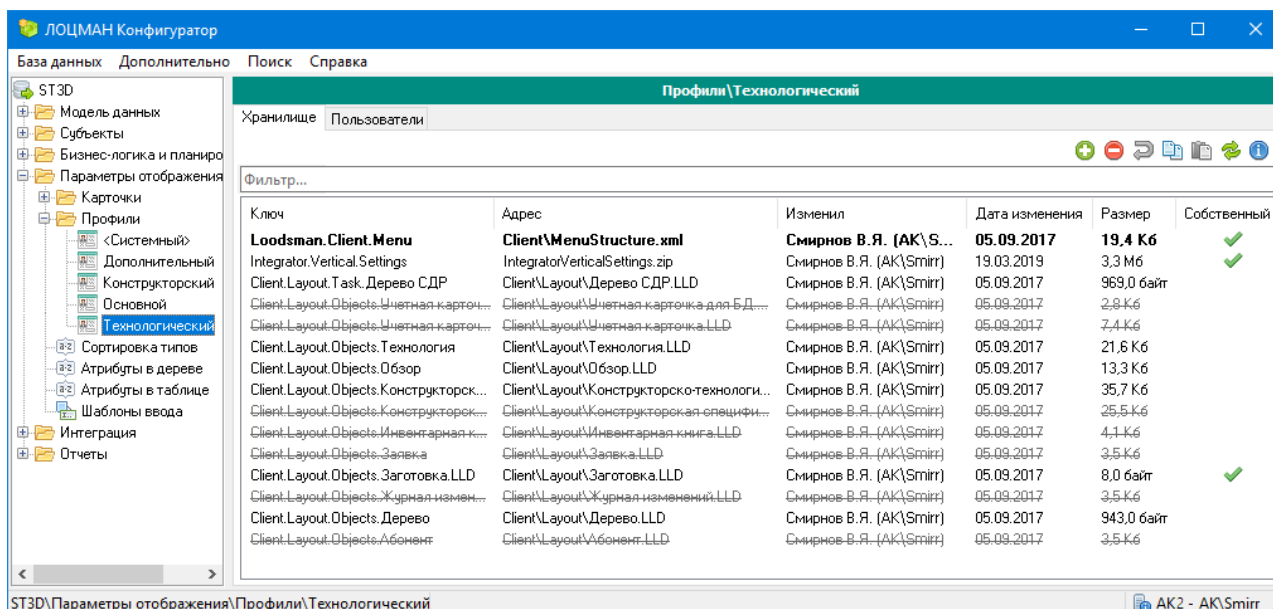 ЛОЦМАН Конфигуратор
База данных Дополнительно Поиск Справка
ST3D
Модель данных
Субъекты
Бизнес-логика и планиро
Параметры отображения
Карточки
Профили
<Системный>
Дополнительный
Конструкторский
Основной
Технологический
Сортировка типов
Атрибуты в дереве
Атрибуты в таблице
Шаблоны ввода
Интеграция
Отчеты
Профили\Технологический
Хранилище Пользователи
Фильтр...
Ключ Адрес Изменил Дата изменения Размер Собственный
Loodsman.Client.Menu Client\MenuStructure.xml Смирнов В.Я. (AK\S... 05.09.2017 19,4 Кб
Integrator.Vertical.Settings IntegratorVerticalSettings.zip Смирнов В.Я. (AK\Smirr) 19.03.2019 3,3 Мб
Client.Layout.Task.Дерево СДР Client\Layout\Дерево СДР.LLD Смирнов В.Я. (AK\Smirr) 05.09.2017 969,0 байт
Client.Layout.Objects.Учетная карточ... Client\Layout\Учетная карточка для БД.... Смирнов В.Я. (AK\Smirr) 05.09.2017 2,8 Кб
Client.Layout.Objects.Учетная карточ... Client\Layout\Учетная карточка.LLD Смирнов В.Я. (AK\Smirr) 05.09.2017 7,4 Кб
Client.Layout.Objects.Технология Client\Layout\Технология.LLD Смирнов В.Я. (AK\Smirr) 05.09.2017 21,6 Кб
Client.Layout.Objects.Обзор Client\Layout\Обзор.LLD Смирнов В.Я. (AK\Smirr) 05.09.2017 13,3 Кб
Client.Layout.Objects.Конструкторск... Client\Layout\Конструкторско-технологи... Смирнов В.Я. (AK\Smirr) 05.09.2017 35,7 Кб
Client.Layout.Objects.Конструкторск... Client\Layout\Конструкторская специфи... Смирнов В.Я. (AK\Smirr) 05.09.2017 25,5 Кб
Client.Layout.Objects.Инвентарная к... Client\Layout\Инвентарная книга.LLD Смирнов В.Я. (AK\Smirr) 05.09.2017 4,1 Кб
Client.Layout.Objects.Заявка Client\Layout\Заявка.LLD Смирнов В.Я. (AK\Smirr) 05.09.2017 3,5 Кб
Client.Layout.Objects.Заготовка.LLD Client\Layout\Заготовка.LLD Смирнов В.Я. (AK\Smirr) 05.09.2017 8,0 байт
Client.Layout.Objects.Журнал измен... Client\Layout\Журнал изменений.LLD Смирнов В.Я. (AK\Smirr) 05.09.2017 3,5 Кб
Client.Layout.Objects.Дерево Client\Layout\Дерево.LLD Смирнов В.Я. (AK\Smirr) 05.09.2017 943,0 байт
Client.Layout.Objects.Абонент Client\Layout\Абонент.LLD Смирнов В.Я. (AK\Smirr) 05.09.2017 3,5 Кб
ST3D\Параметры отображения\Профили\Технологический
AK2 - AK\Smirr